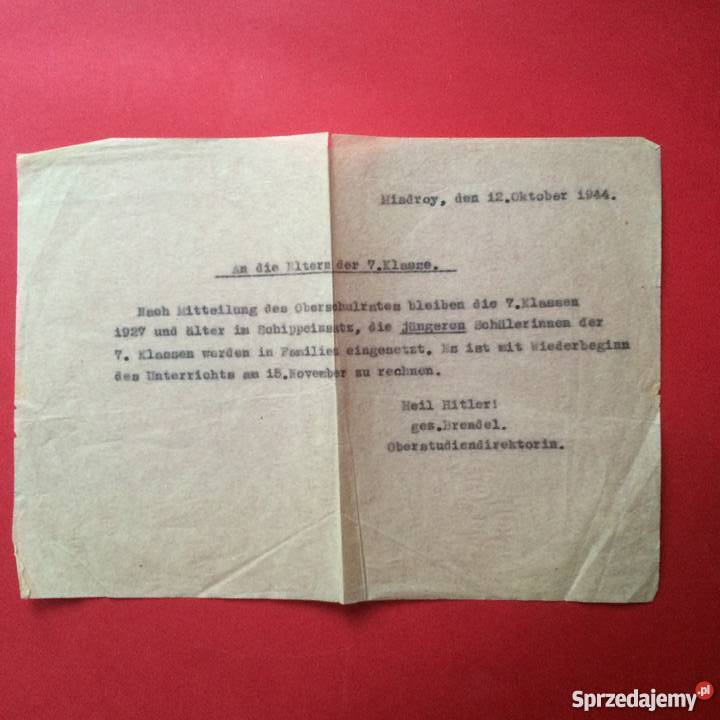 Misdroy, den 12.Oktober 1944.
An die Eltern der 7.Klasse.
Nach Mitteilung des Oberschulrates bleiben die 7.Klassen
1927 und älter im Schippeinsatz, die jüngeren Schülerinnen der
7. Klassen werden in Familien eingesetzt. Es ist mit Wiederbeginn
des Unterrichts am 15.November zu rechnen.
Heil Hitler!
ges.Brendel.
Oberstudiendirektorin.
Sprzedajemy.pl